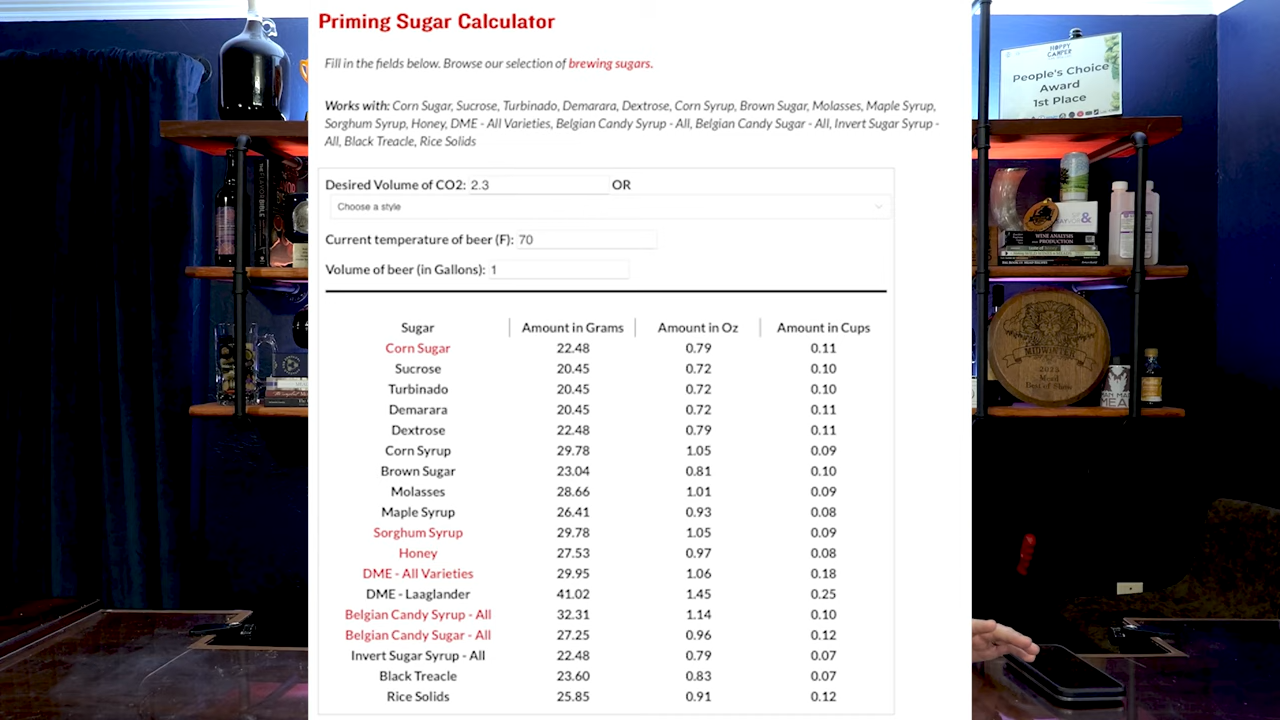 Priming Sugar Calculator
Fill in the fields below. Browse our selection of brewing sugars.
Works with: Corn Sugar, Sucrose, Turbinado, Demarara, Dextrose, Corn Syrup, Brown Sugar, Molasses, Maple Syrup,
Sorghum Syrup, Honey, DME - All Varieties, Belgian Candy Syrup - All, Belgian Candy Sugar - All, Invert Sugar Syrup -
All, Black Treacle, Rice Solids
Desired Volume of CO2: 2.3 OR
Choose a style
Current temperature of beer (F): 70
Volume of beer (in Gallons): 1
Sugar Amount in Grams Amount in Oz Amount in Cups
Corn Sugar 22.48 0.79 0.11
Sucrose 20.45 0.72 0.10
Turbinado 20.45 0.72 0.10
Demarara 20.45 0.72 0.11
Dextrose 22.48 0.79 0.11
Corn Syrup 29.78 1.05 0.09
Brown Sugar 23.04 0.81 0.10
Molasses 28.66 1.01 0.09
Maple Syrup 26.41 0.93 0.08
Sorghum Syrup 29.78 1.05 0.09
Honey 27.53 0.97 0.08
DME - All Varieties 29.95 1.06 0.18
DME - Laaglander 41.02 1.45 0.25
Belgian Candy Syrup - All 32.31 1.14 0.10
Belgian Candy Sugar - All 27.25 0.96 0.12
Invert Sugar Syrup - All 22.48 0.79 0.07
Black Treacle 23.60 0.83 0.07
Rice Solids 25.85 0.91 0.12
HOPPY
CAMPER
People's Choice
Award
1st Place
WINE ANALYSIS
PRODUCTION
MIDWINTER
2023
Mead
Best of Show